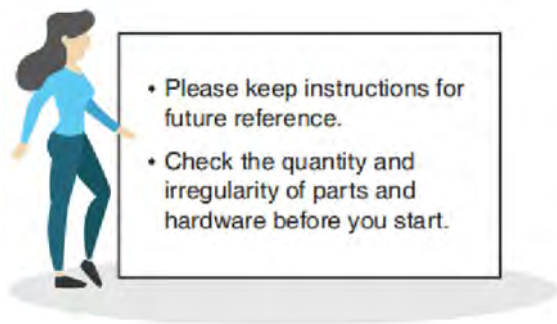 • Please keep instructions for
future reference.
• Check the quantity and
irregularity of parts and
hardware before you start.